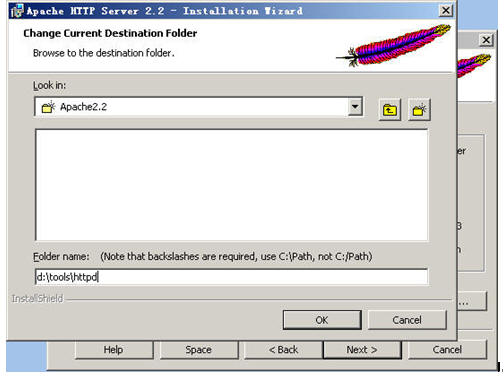 Apache HTTP Server 2.2 - Installation Wizard
Change Current Destination Folder
Browse to the destination folder.
Look in:
Apache2.2
er
3
n
Folder name: (Note that backslashes are required, use C:\Path, not C:/Path)
d:\tools\httpd
InstallShield
...
OK Cancel
Help Space < Back Next > Cancel